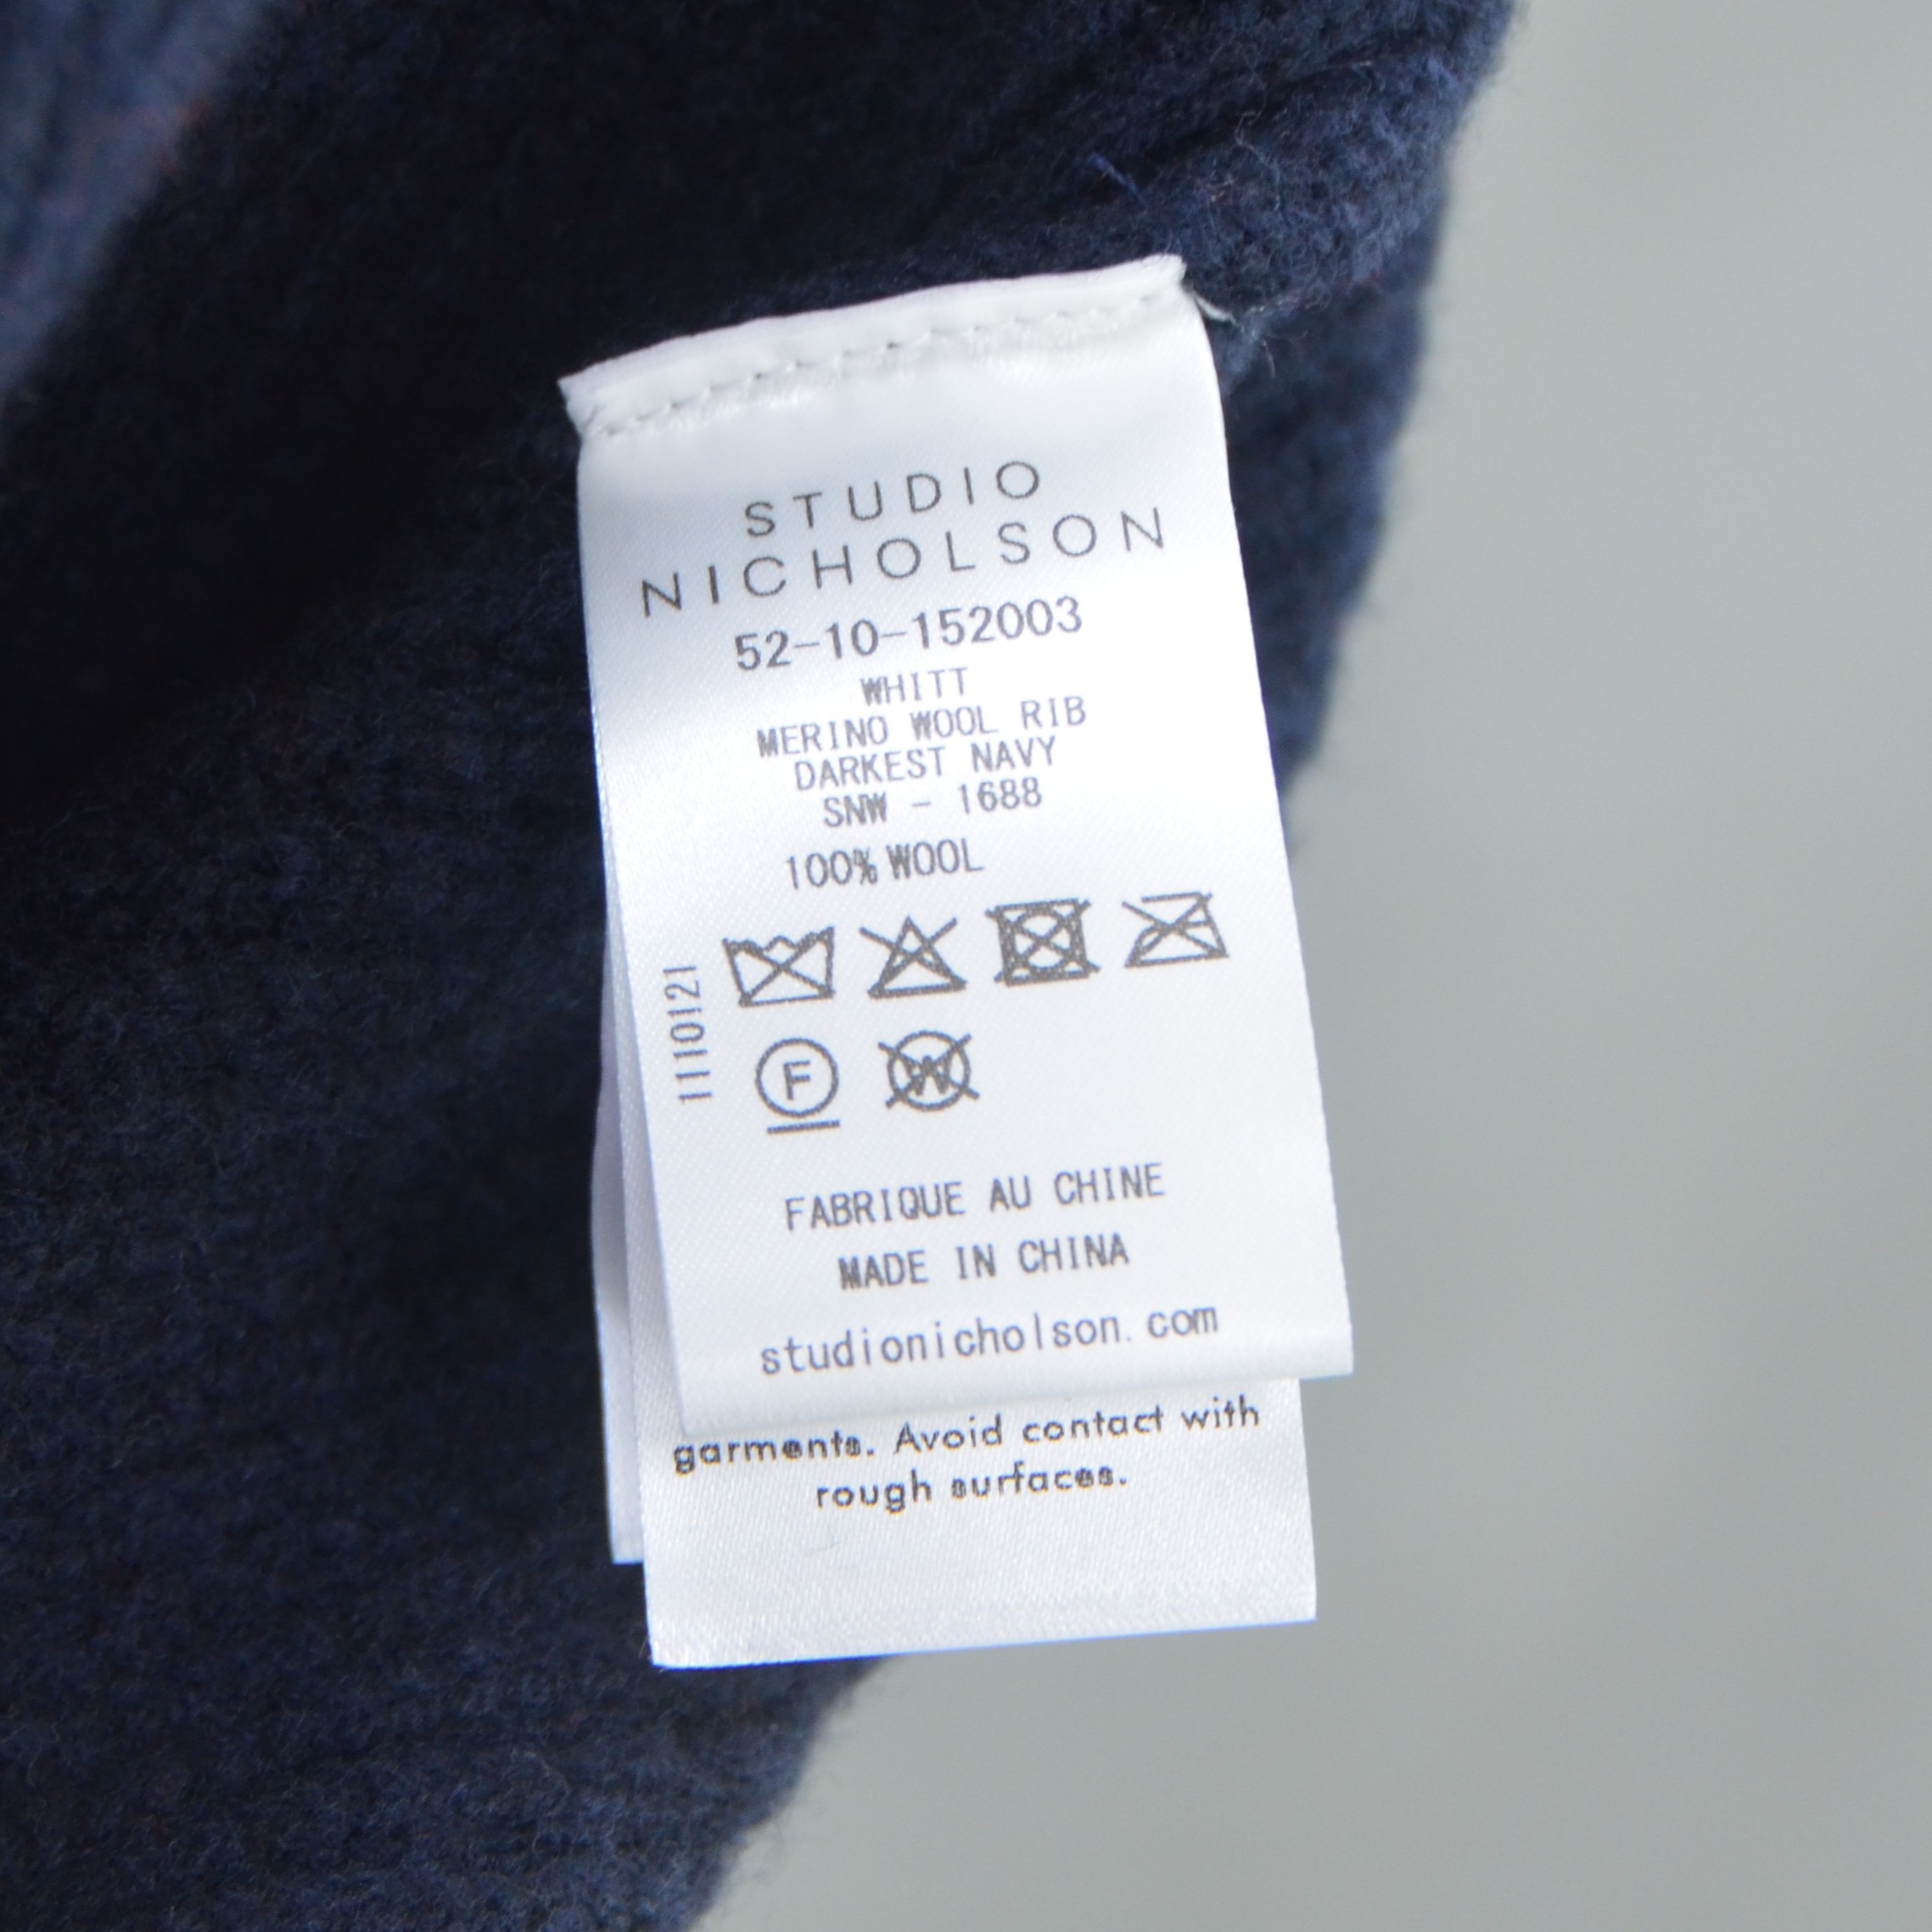 STUDIO
NICHOLSON
52-10-152003
WHITT
MERINO WOOL RIB
DARKEST NAVY
SNW - 1688
100% WOOL
1110121
F
W
FABRIQUE AU CHINE
MADE IN CHINA
studionicholson.com
garments. Avoid contact with
rough surfaces.